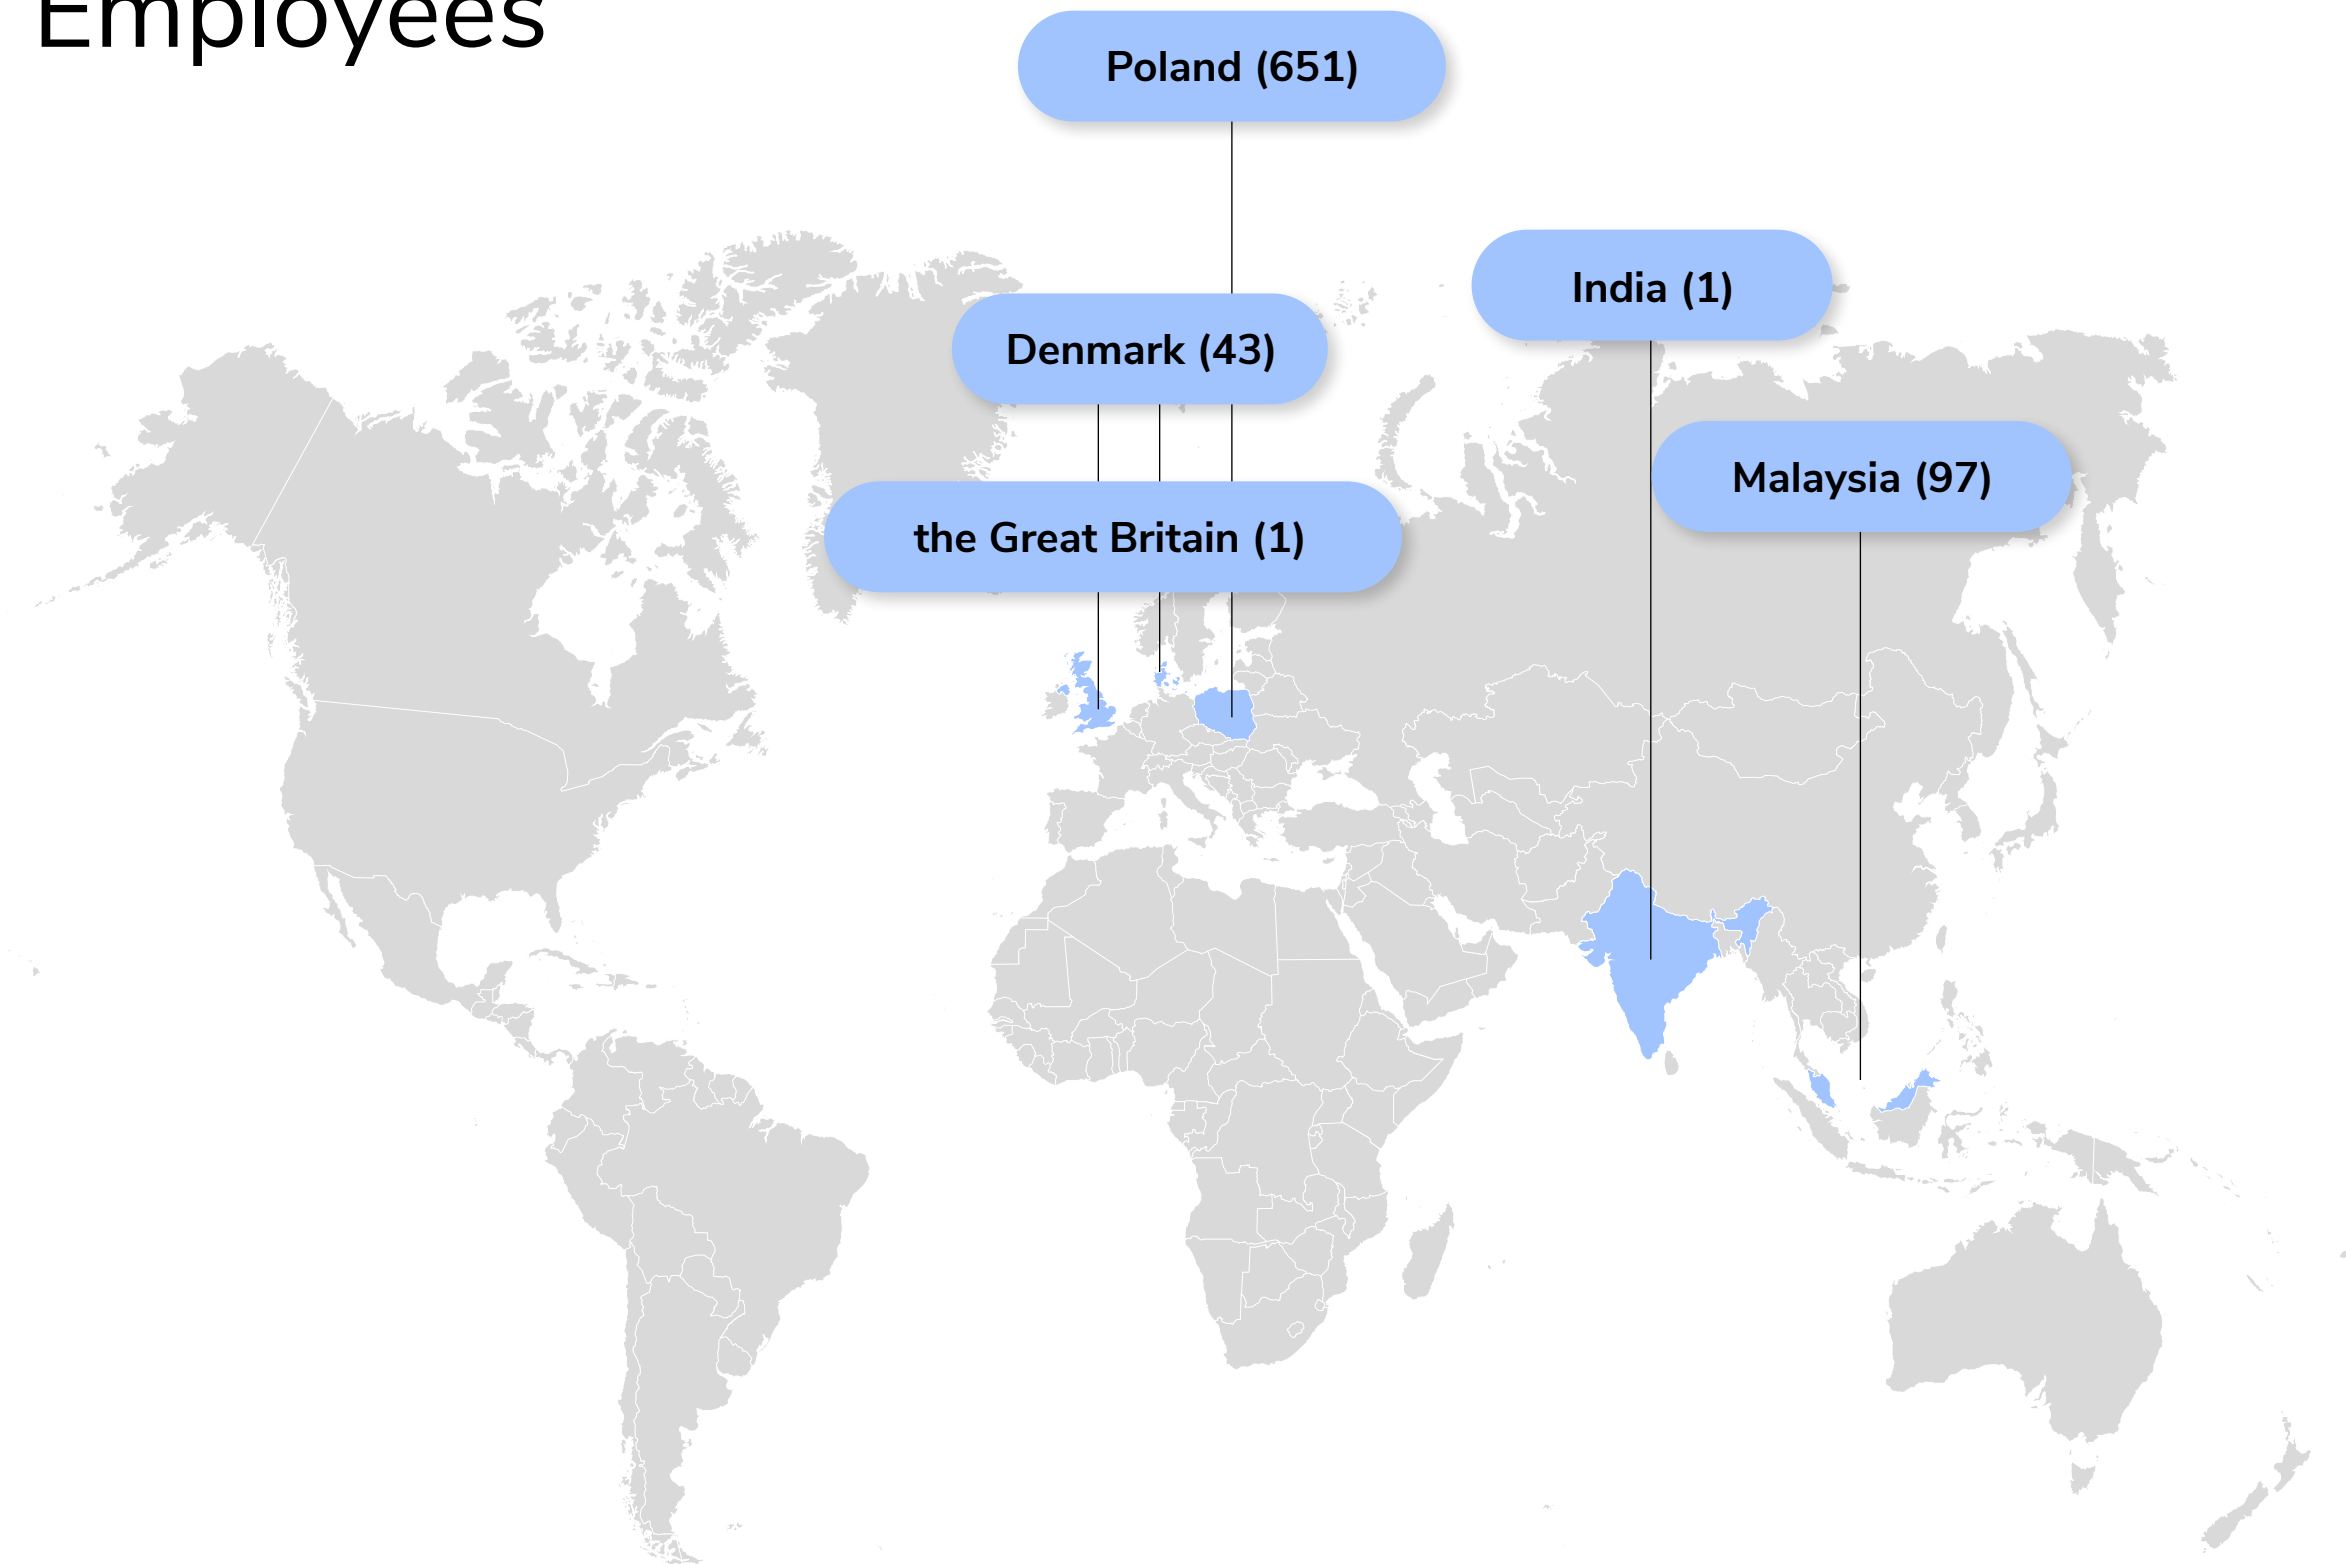 Employees
Poland (651)
India (1)
Denmark (43)
Malaysia (97)
the Great Britain (1)